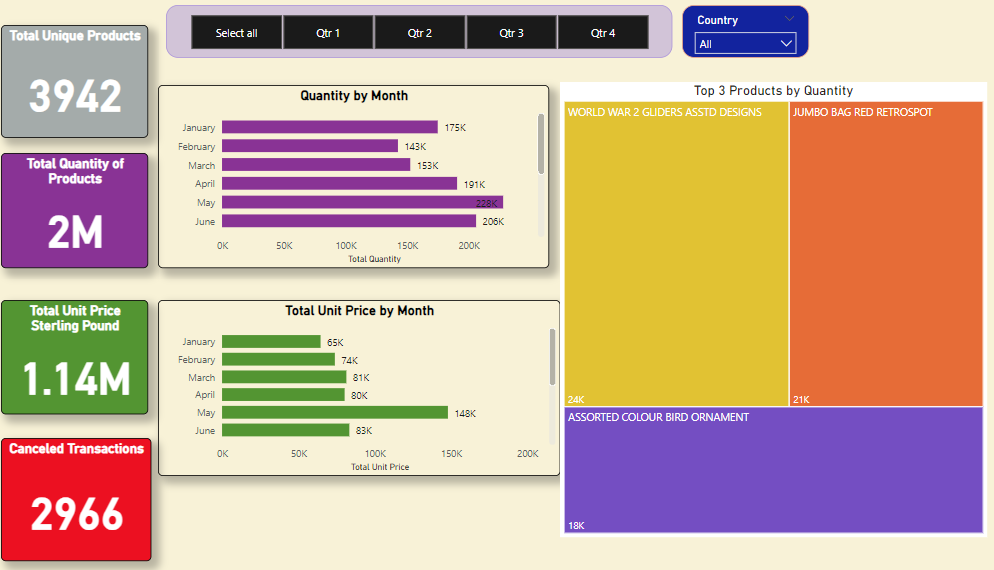 Total Unique Products
3942
Total Quantity of
Products
2M
Total Unit Price
Sterling Pound
1.14M
Canceled Transactions
2966
Select all
Qtr 1
Qtr 2
Qtr 3
Qtr 4
Country
All
Quantity by Month
January 175K
February 143K
March 153K
April 191K
May 228K
June 206K
0K 50K 100K 150K 200K
Total Quantity
Total Unit Price by Month
January 65K
February 74K
March 81K
April 80K
May 148K
June 83K
0K 50K 100K 150K 200K
Total Unit Price
Top 3 Products by Quantity
WORLD WAR 2 GLIDERS ASSTD DESIGNS
24K
JUMBO BAG RED RETROSPOT
21K
ASSORTED COLOUR BIRD ORNAMENT
18K